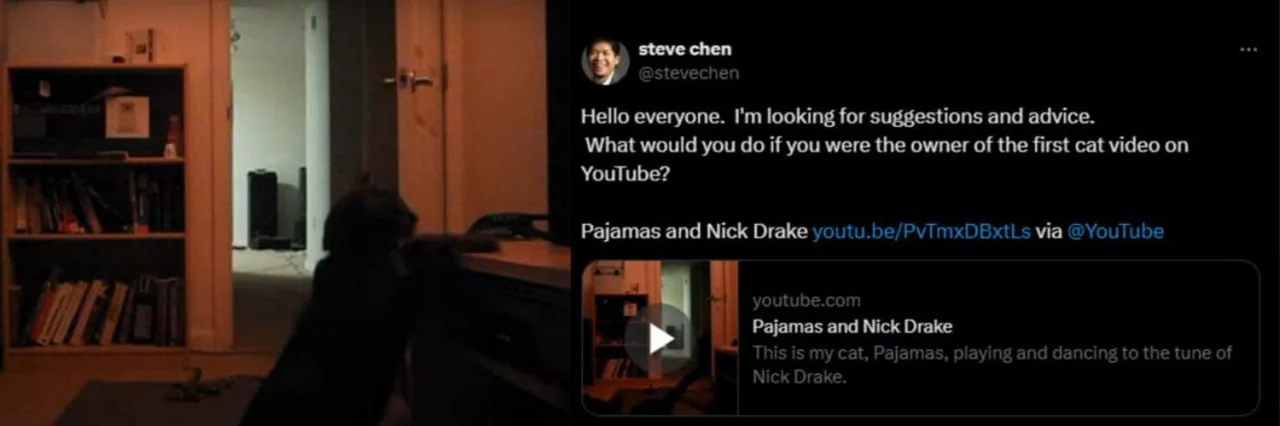 steve chen
@stevechen
Hello everyone.  I'm looking for suggestions and advice.
What would you do if you were the owner of the first cat video on
YouTube?
Pajamas and Nick Drake youtu.be/PvTmxDBxtLs via @YouTube
youtube.com
Pajamas and Nick Drake
This is my cat, Pajamas, playing and dancing to the tune of
Nick Drake.